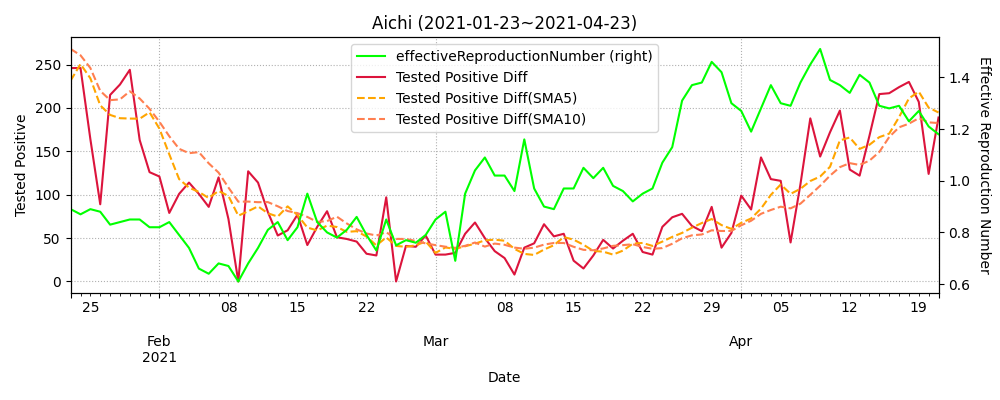 Aichi (2021-01-23~2021-04-23)
effectiveReproductionNumber (right)
Tested Positive Diff
Tested Positive Diff(SMA5)
Tested Positive Diff(SMA10)
Tested Positive
250
200
150
100
50
0
1.4
1.2
1.0
0.8
0.6
Effective Reproduction Number
25 08 15 22 08 15 22 29 05 12 19
Feb Mar Apr
2021
Date